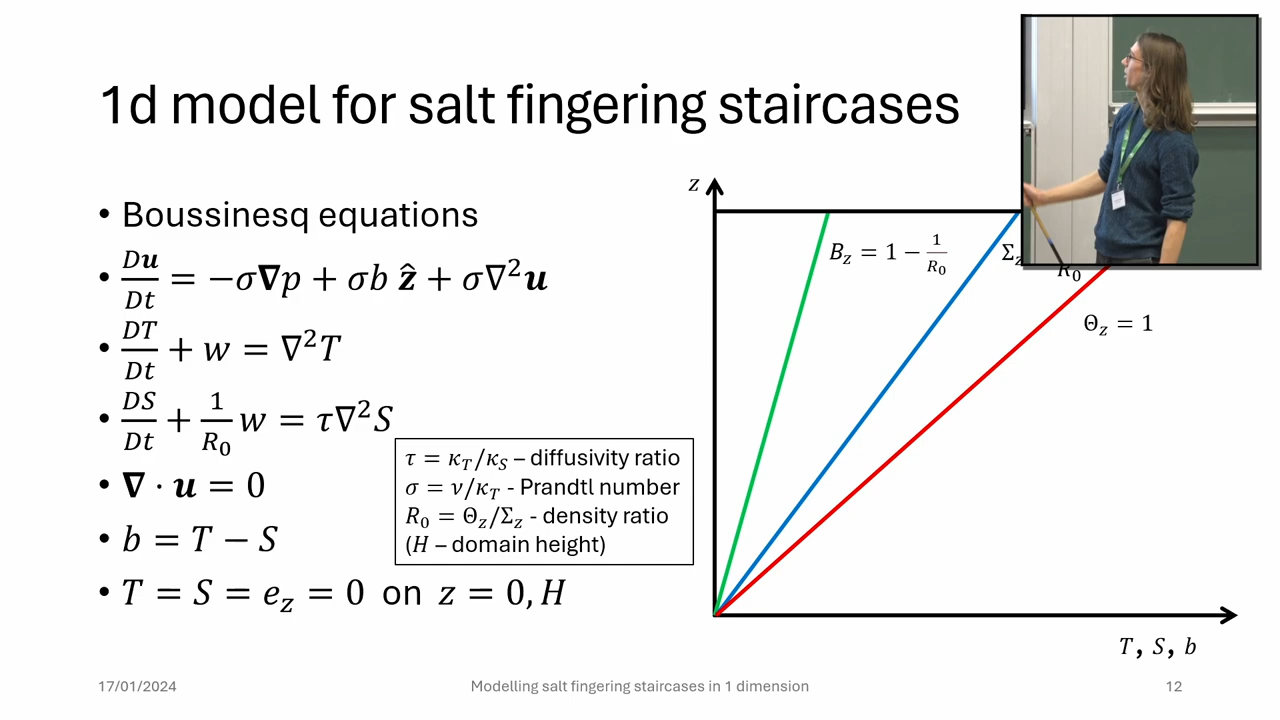 1d model for salt fingering staircases
• Boussinesq equations
• D𝒖/Dt = −σ𝛁p + σb ẑ + σ∇²𝒖
• DT/Dt + w = ∇²T
• DS/Dt + 1/R₀ w = τ∇²S
• 𝛁 · 𝒖 = 0
• b = T − S
• T = S = e_z = 0 on z = 0, H
τ = κ_T/κ_S – diffusivity ratio
σ = ν/κ_T - Prandtl number
R₀ = Θ_z/Σ_z - density ratio
(H – domain height)
z
B_z = 1 − 1/R₀
Σ_z
R₀
Θ_z = 1
T, S, b
17/01/2024
Modelling salt fingering staircases in 1 dimension
12